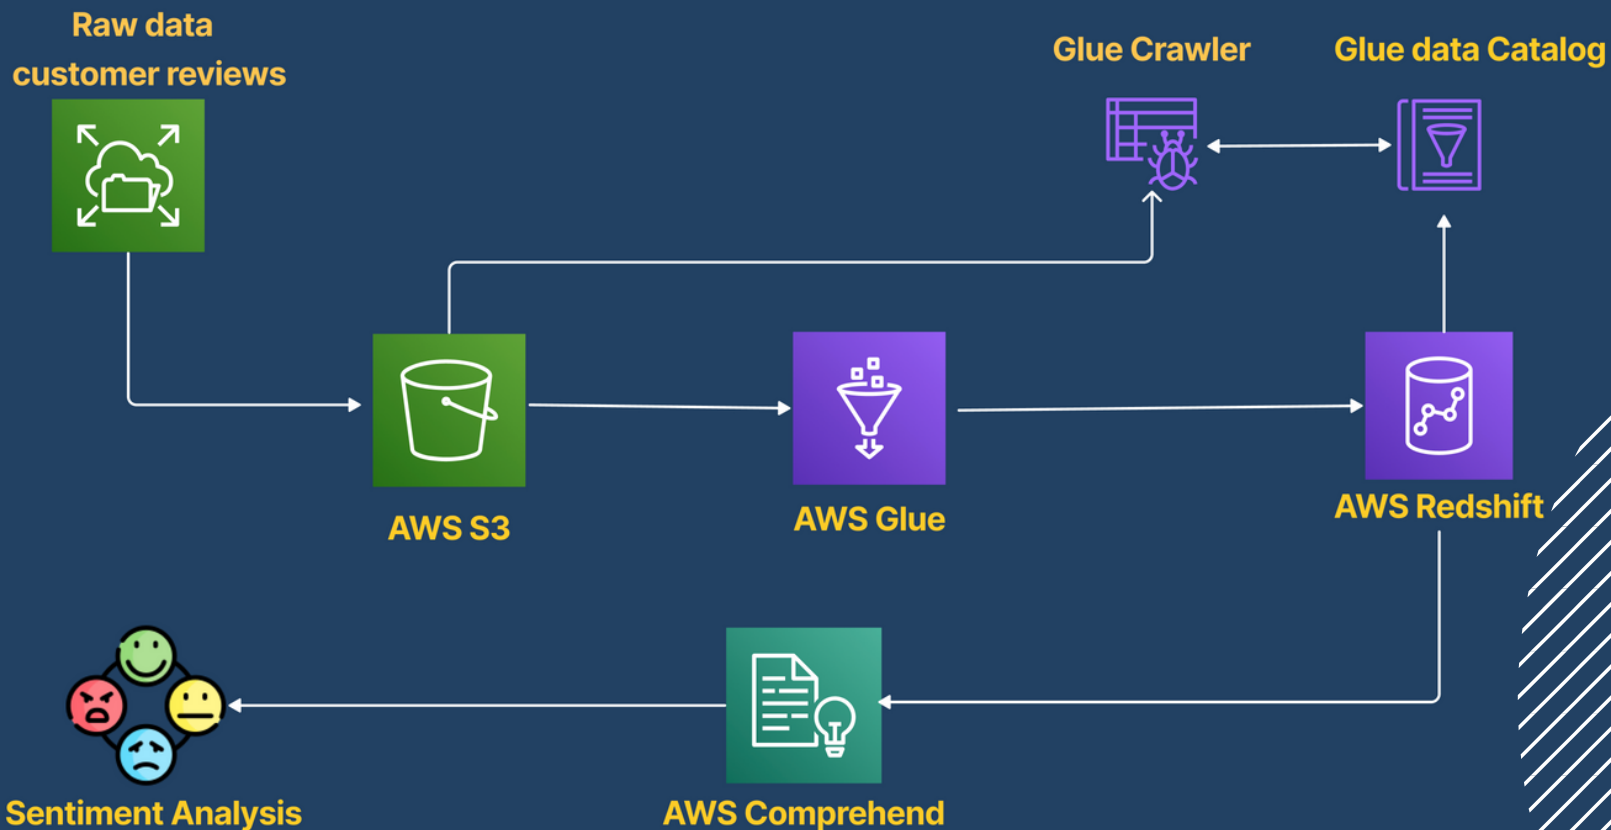 Raw data
customer reviews
Glue Crawler
Glue data Catalog
AWS S3
AWS Glue
AWS Redshift
Sentiment Analysis
AWS Comprehend